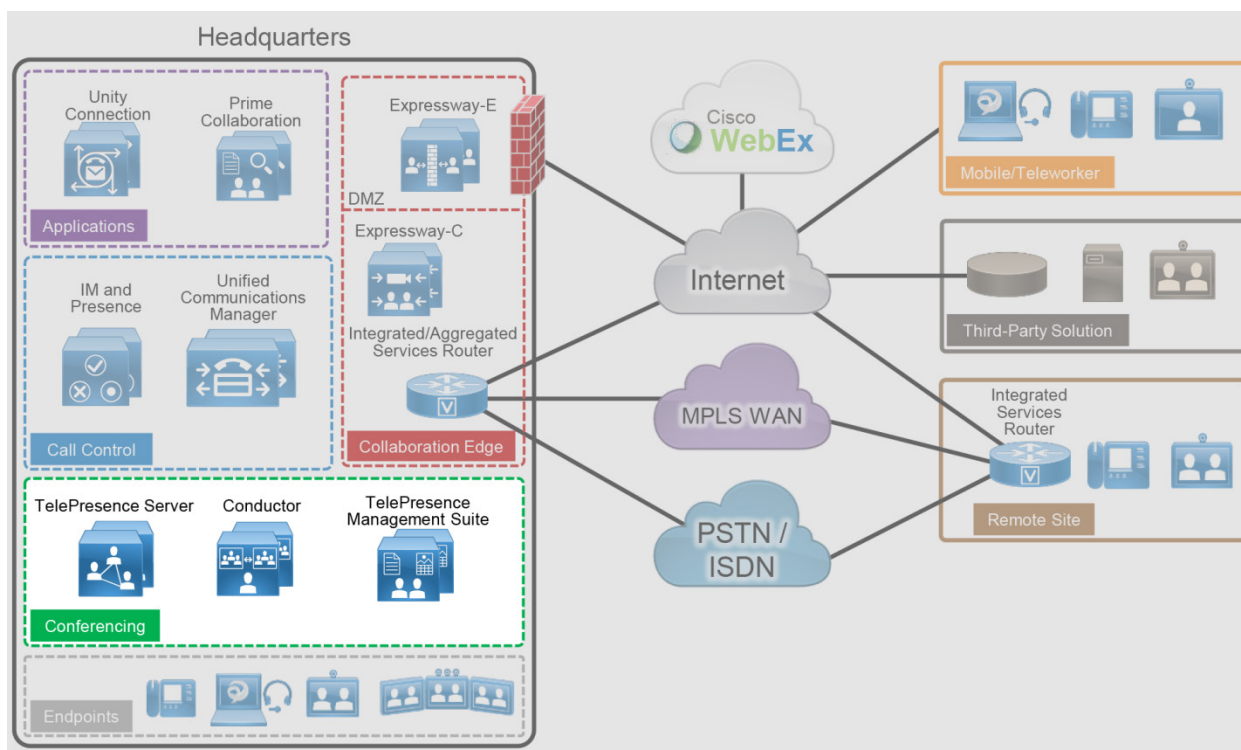 Headquarters
Unity
Connection
Prime
Collaboration
Applications
Expressway-E
DMZ
Expressway-C
Integrated/Aggregated
Services Router
V
Collaboration Edge
IM and
Presence
Unified
Communications
Manager
Call Control
TelePresence Server
Conductor
TelePresence
Management Suite
Conferencing
Endpoints
Cisco
WebEx
Internet
MPLS WAN
PSTN /
ISDN
Mobile/Teleworker
Third-Party Solution
Integrated
Services
Router
V
Remote Site